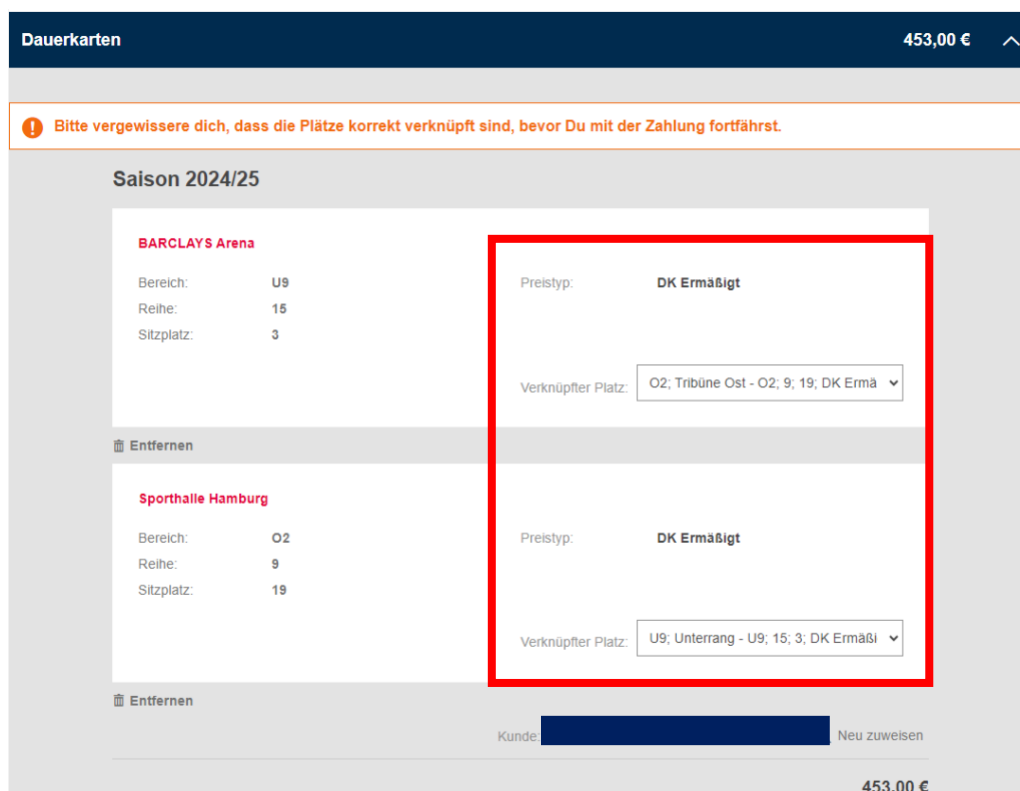 Dauerkarten 453,00 €
Bitte vergewissere dich, dass die Plätze korrekt verknüpft sind, bevor Du mit der Zahlung fortfährst.
Saison 2024/25
BARCLAYS Arena
Bereich: U9 Preistyp: DK Ermäßigt
Reihe: 15
Sitzplatz: 3
Verknüpfter Platz: O2; Tribüne Ost - O2; 9; 19; DK Ermä
Entfernen
Sporthalle Hamburg
Bereich: O2 Preistyp: DK Ermäßigt
Reihe: 9
Sitzplatz: 19
Verknüpfter Platz: U9; Unterrang - U9; 15; 3; DK Ermäßi
Entfernen
Kunde: Neu zuweisen
453,00 €